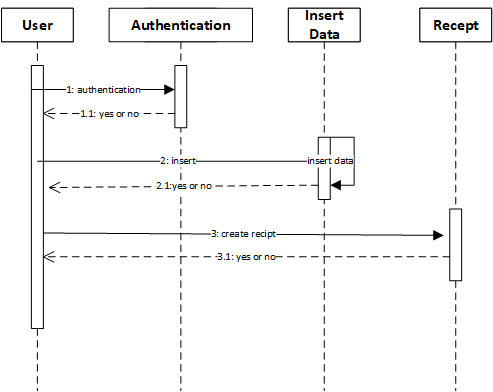 User
Authentication
Insert
Data
Recept
1: authentication
1.1: yes or no
2: insert
insert data
2.1:yes or no
3: create recipt
3.1: yes or no